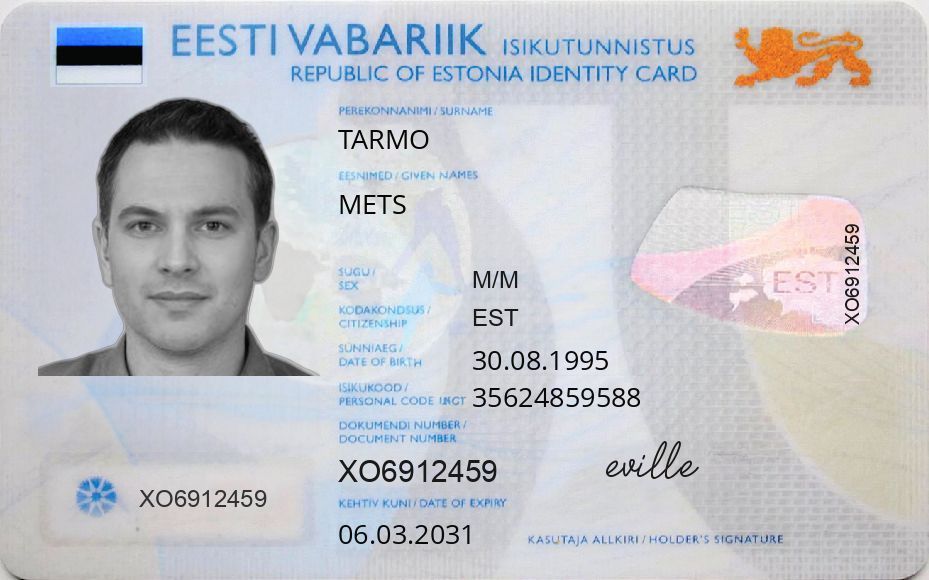 EESTI VABARIIK ISIKUTUNNISTUS
REPUBLIC OF ESTONIA IDENTITY CARD
PEREKONNANIMI / SURNAME
TARMO
EESNIMED / GIVEN NAMES
METS
SUGU /
SEX
M/M
KODAKONDSUS /
CITIZENSHIP
EST
SÜNNIAEG /
DATE OF BIRTH
30.08.1995
ISIKUKOOD /
PERSONAL CODE
35624859588
DOKUMENDI NUMBER /
DOCUMENT NUMBER
XO6912459
KEHTIV KUNI / DATE OF EXPIRY
06.03.2031
XO6912459
EST
XO6912459
eville
KASUTAJA ALLKIRI / HOLDER'S SIGNATURE